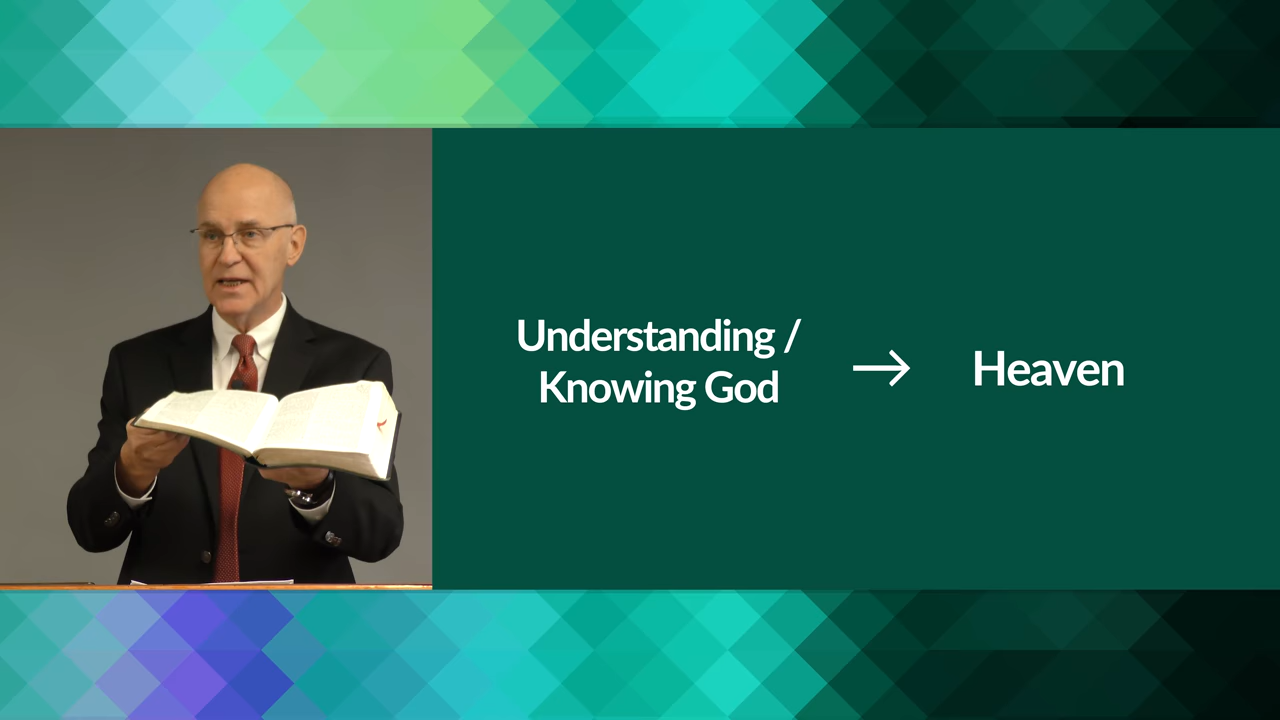 Understanding /
Knowing God
→ Heaven